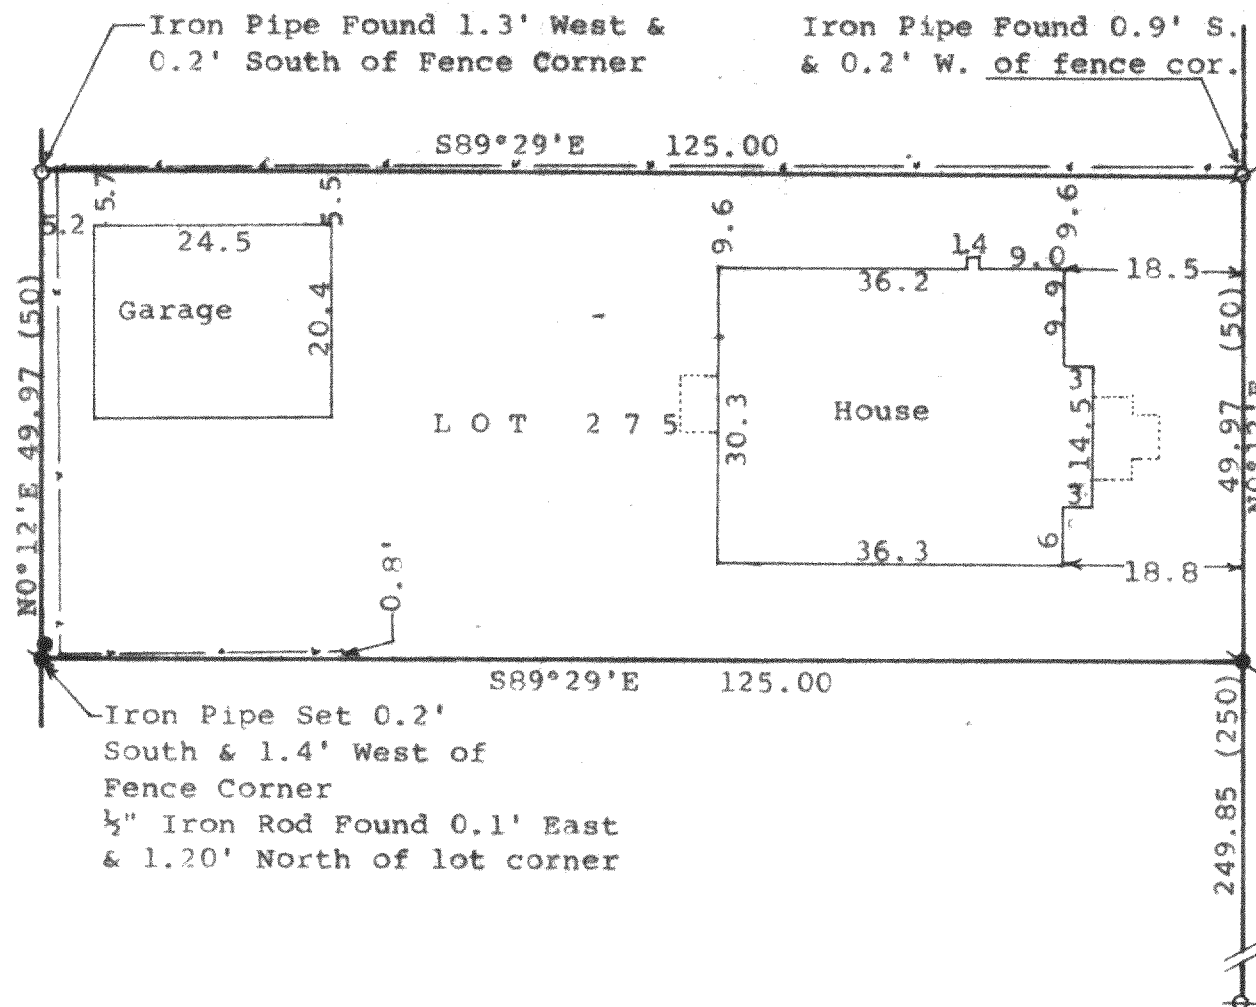 Iron Pipe Found 1.3' West &
0.2' South of Fence Corner
Iron Pipe Found 0.9' S.
& 0.2' W. of fence cor.
S89°29'E 125.00
5.7
5.5
5.2
24.5
20.4
Garage
9.6
9.6
14
9.0
36.2
18.5
9.9
3
14.5
3
House
30.3
LOT 275
N0°12'E 49.97 (50)
49.97 (50)
6
36.3
18.8
0.8'
S89°29'E 125.00
Iron Pipe Set 0.2'
South & 1.4' West of
Fence Corner
½" Iron Rod Found 0.1' East
& 1.20' North of lot corner
249.85 (250)